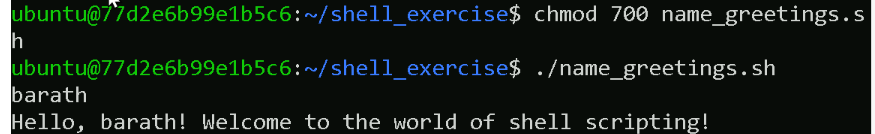 ubuntu@77d2e6b99e1b5c6:~/shell_exercise$ chmod 700 name_greetings.s
h
ubuntu@77d2e6b99e1b5c6:~/shell_exercise$ ./name_greetings.sh
barath
Hello, barath! Welcome to the world of shell scripting!